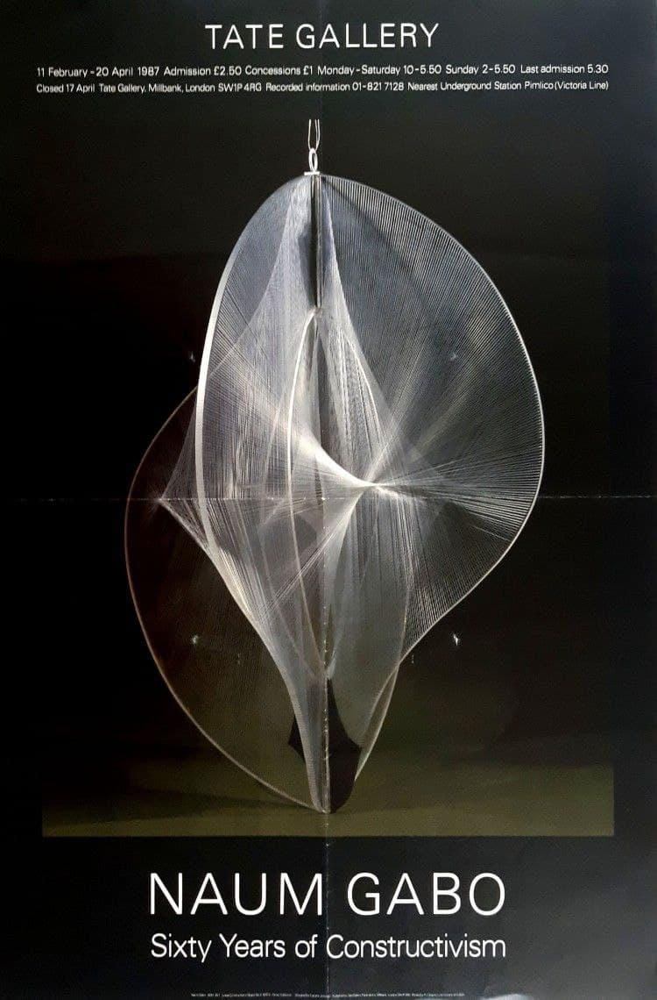 TATE GALLERY
11 February-20 April 1987 Admission £2.50 Concessions £1 Monday-Saturday 10-5.50 Sunday 2-5.50 Last admission 5.30
Closed 17 April Tate Gallery, Millbank, London SW1P 4RG Recorded information 01-821 7128 Nearest Underground Station Pimlico (Victoria Line)
NAUM GABO
Sixty Years of Constructivism